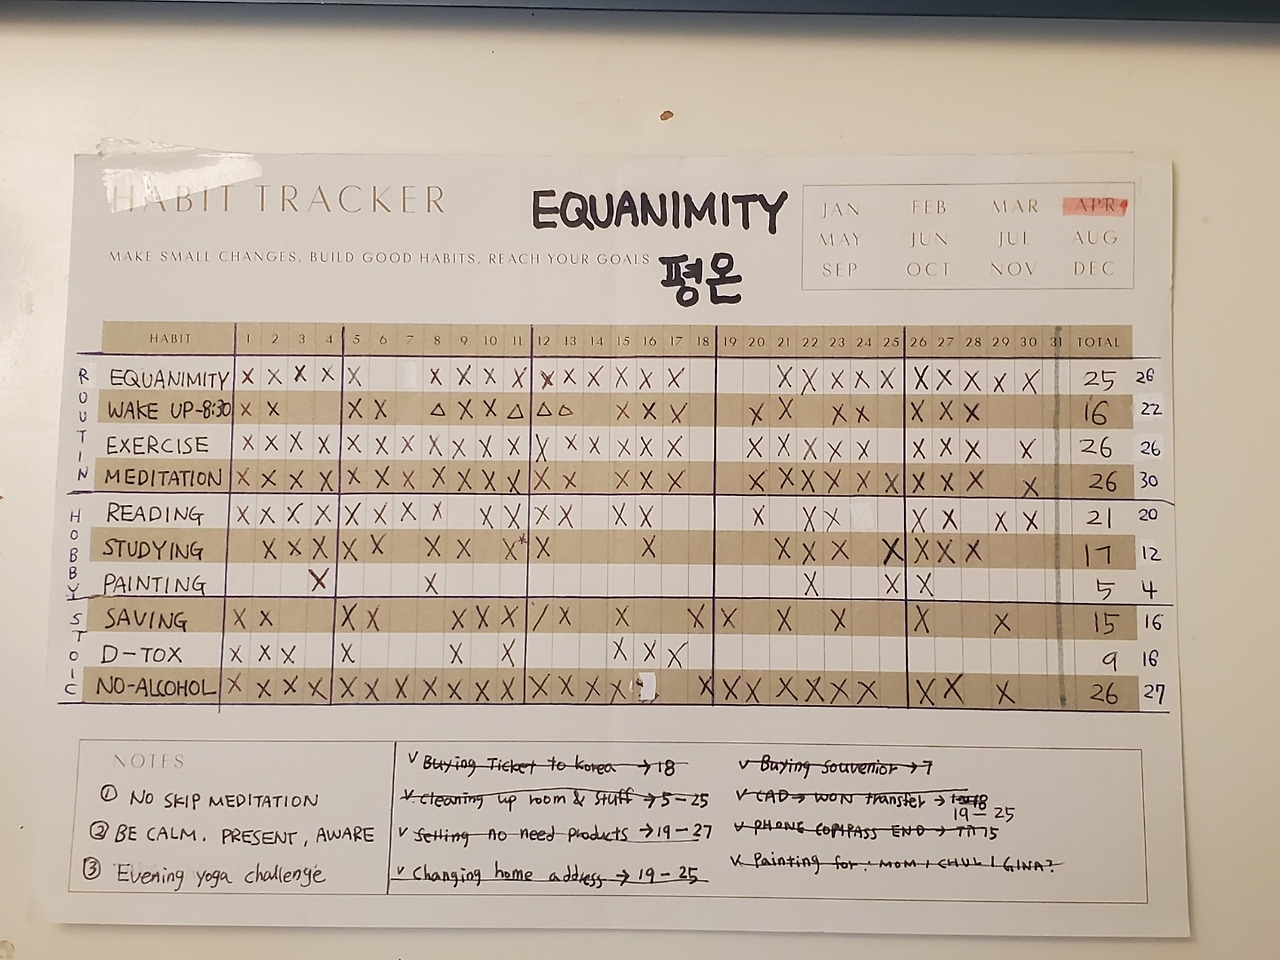 HABIT TRACKER
EQUANIMITY
평온
MAKE SMALL CHANGES, BUILD GOOD HABITS, REACH YOUR GOALS
JAN FEB MAR APR
MAY JUN JUL AUG
SEP OCT NOV DEC
HABIT 1 2 3 4 5 6 7 8 9 10 11 12 13 14 15 16 17 18 19 20 21 22 23 24 25 26 27 28 29 30 31 TOTAL
ROUTIN
EQUANIMITY X X X X X X X X X X X X X X X X X X X X X X X X X X 25 26
WAKE UP-8:30 X X X X △ X X △ △ △ X X X X X X X X X X 16 22
EXERCISE X X X X X X X X X X X X X X X X X X X X X X X X X X 26 26
MEDITATION X X X X X X X X X X X X X X X X X X X X X X X X X X 26 30
HOBBY
READING X X X X X X X X X X X X X X X X X X X X X 21 20
STUDYING X X X X X X X X* X X X X X X X X X 17 12
PAINTING X X X X X 5 4
STOIC
SAVING X X X X X X X / X X X X X X X X 15 16
D-TOX X X X X X X X X X 9 16
NO-ALCOHOL X X X X X X X X X X X X X X X X X X X X X X X X X 26 27
NOTES
① NO SKIP MEDITATION
② BE CALM, PRESENT, AWARE
③ Evening yoga challenge
✓ Buying Ticket to Korea → 18
✓ Cleaning up room & stuff → 5-25
✓ Selling no need products → 19-27
✓ Changing home address → 19-25
✓ Buying souvenior → 7
✓ CAD → WON transfer →
19-25
✓ PHONE COMPASS END → 15
✓ Painting for: MOM, CHUL, GINA?